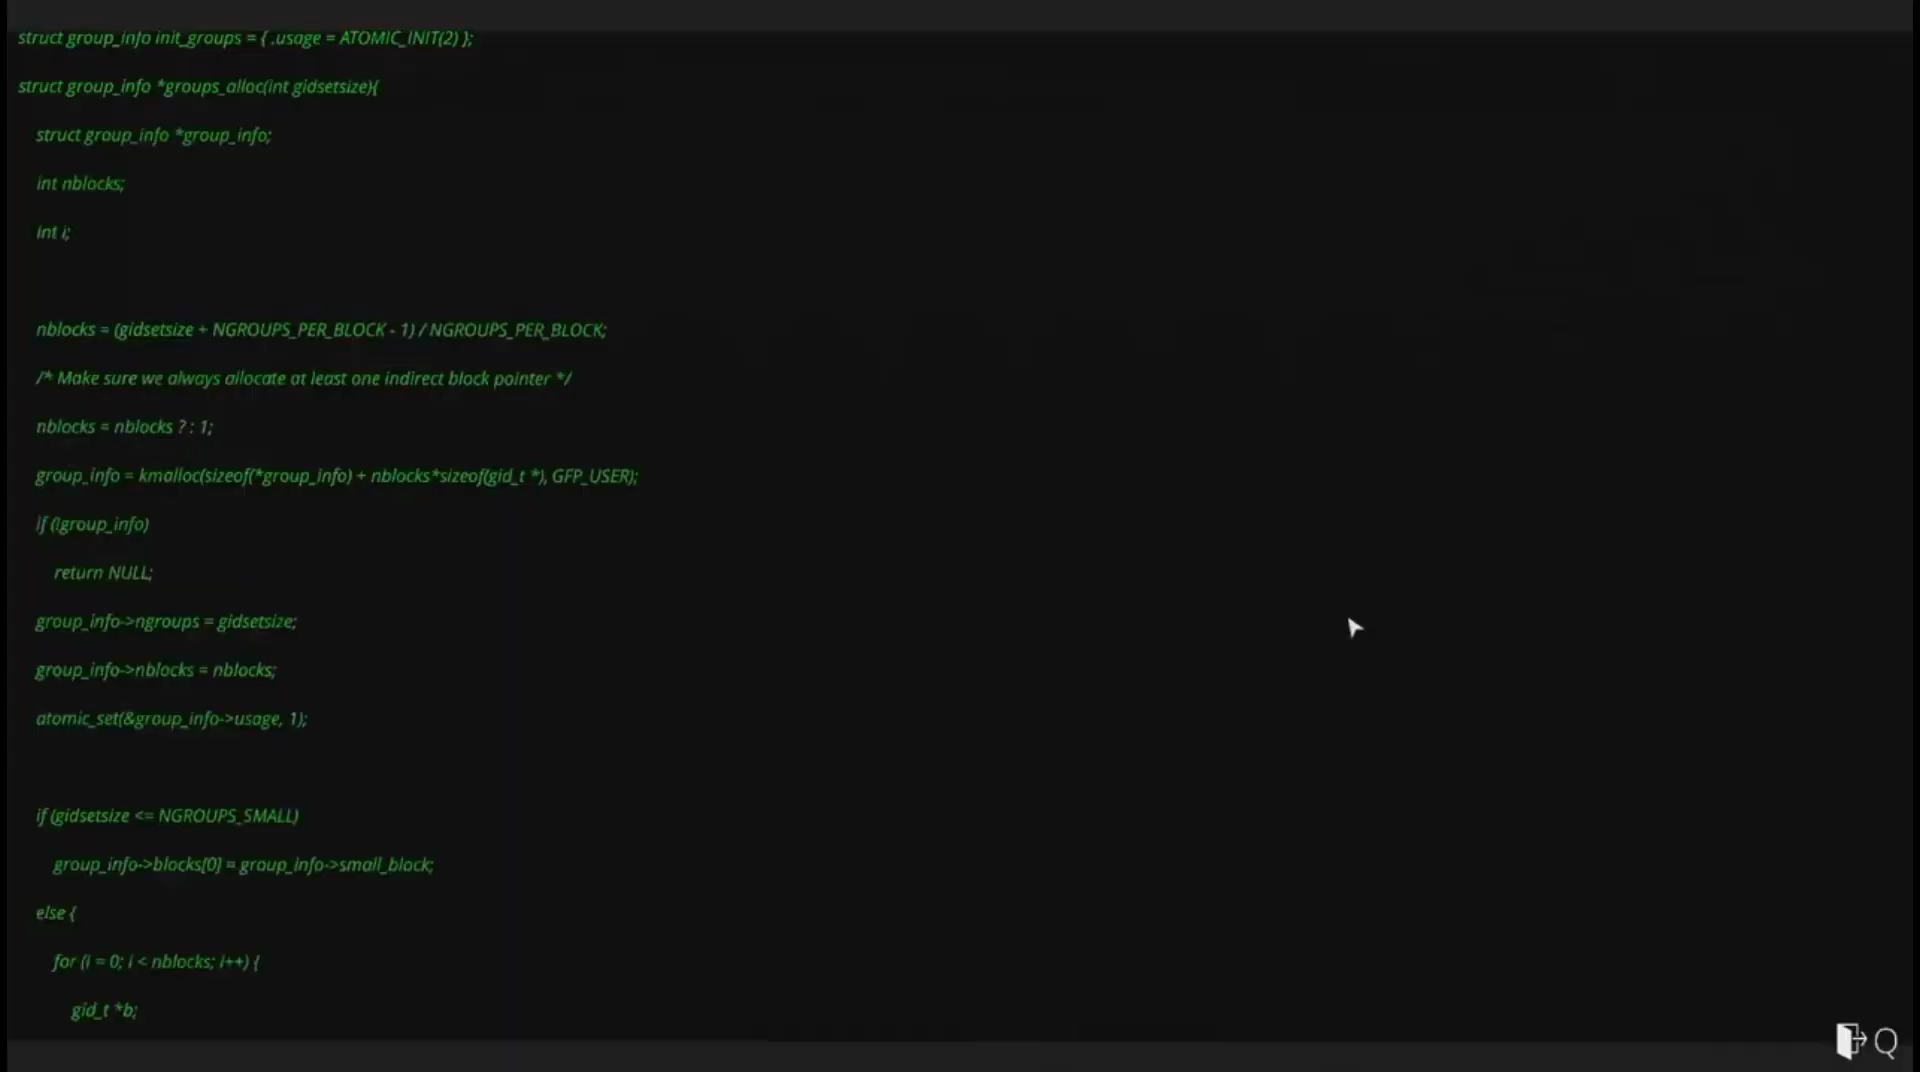 struct group_info init_groups = { .usage = ATOMIC_INIT(2) };
struct group_info *groups_alloc(int gidsetsize){
struct group_info *group_info;
int nblocks;
int i;
nblocks = (gidsetsize + NGROUPS_PER_BLOCK - 1) / NGROUPS_PER_BLOCK;
/* Make sure we always allocate at least one indirect block pointer */
nblocks = nblocks ? : 1;
group_info = kmalloc(sizeof(*group_info) + nblocks*sizeof(gid_t *), GFP_USER);
if (!group_info)
return NULL;
group_info->ngroups = gidsetsize;
group_info->nblocks = nblocks;
atomic_set(&group_info->usage, 1);
if (gidsetsize <= NGROUPS_SMALL)
group_info->blocks[0] = group_info->small_block;
else {
for (i = 0; i < nblocks; i++) {
gid_t *b;
Q